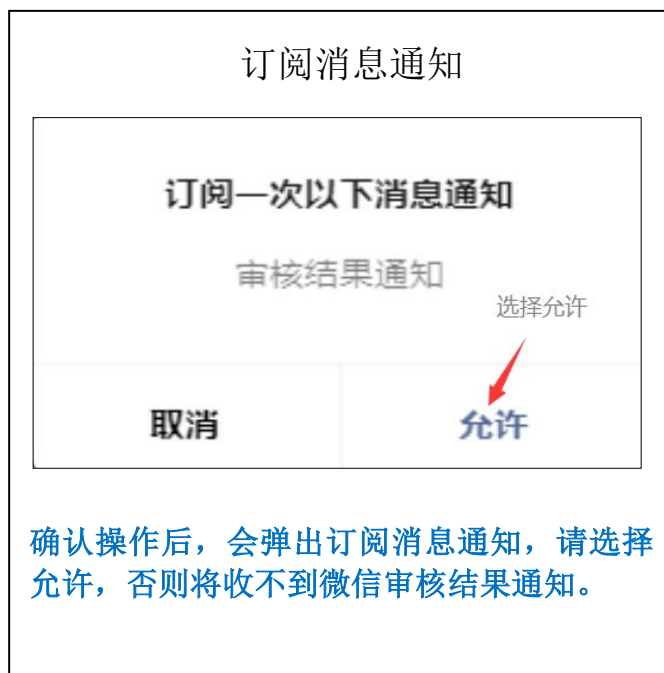 订阅消息通知
订阅一次以下消息通知
审核结果通知
选择允许
取消
允许
确认操作后，会弹出订阅消息通知，请选择
允许，否则将收不到微信审核结果通知。